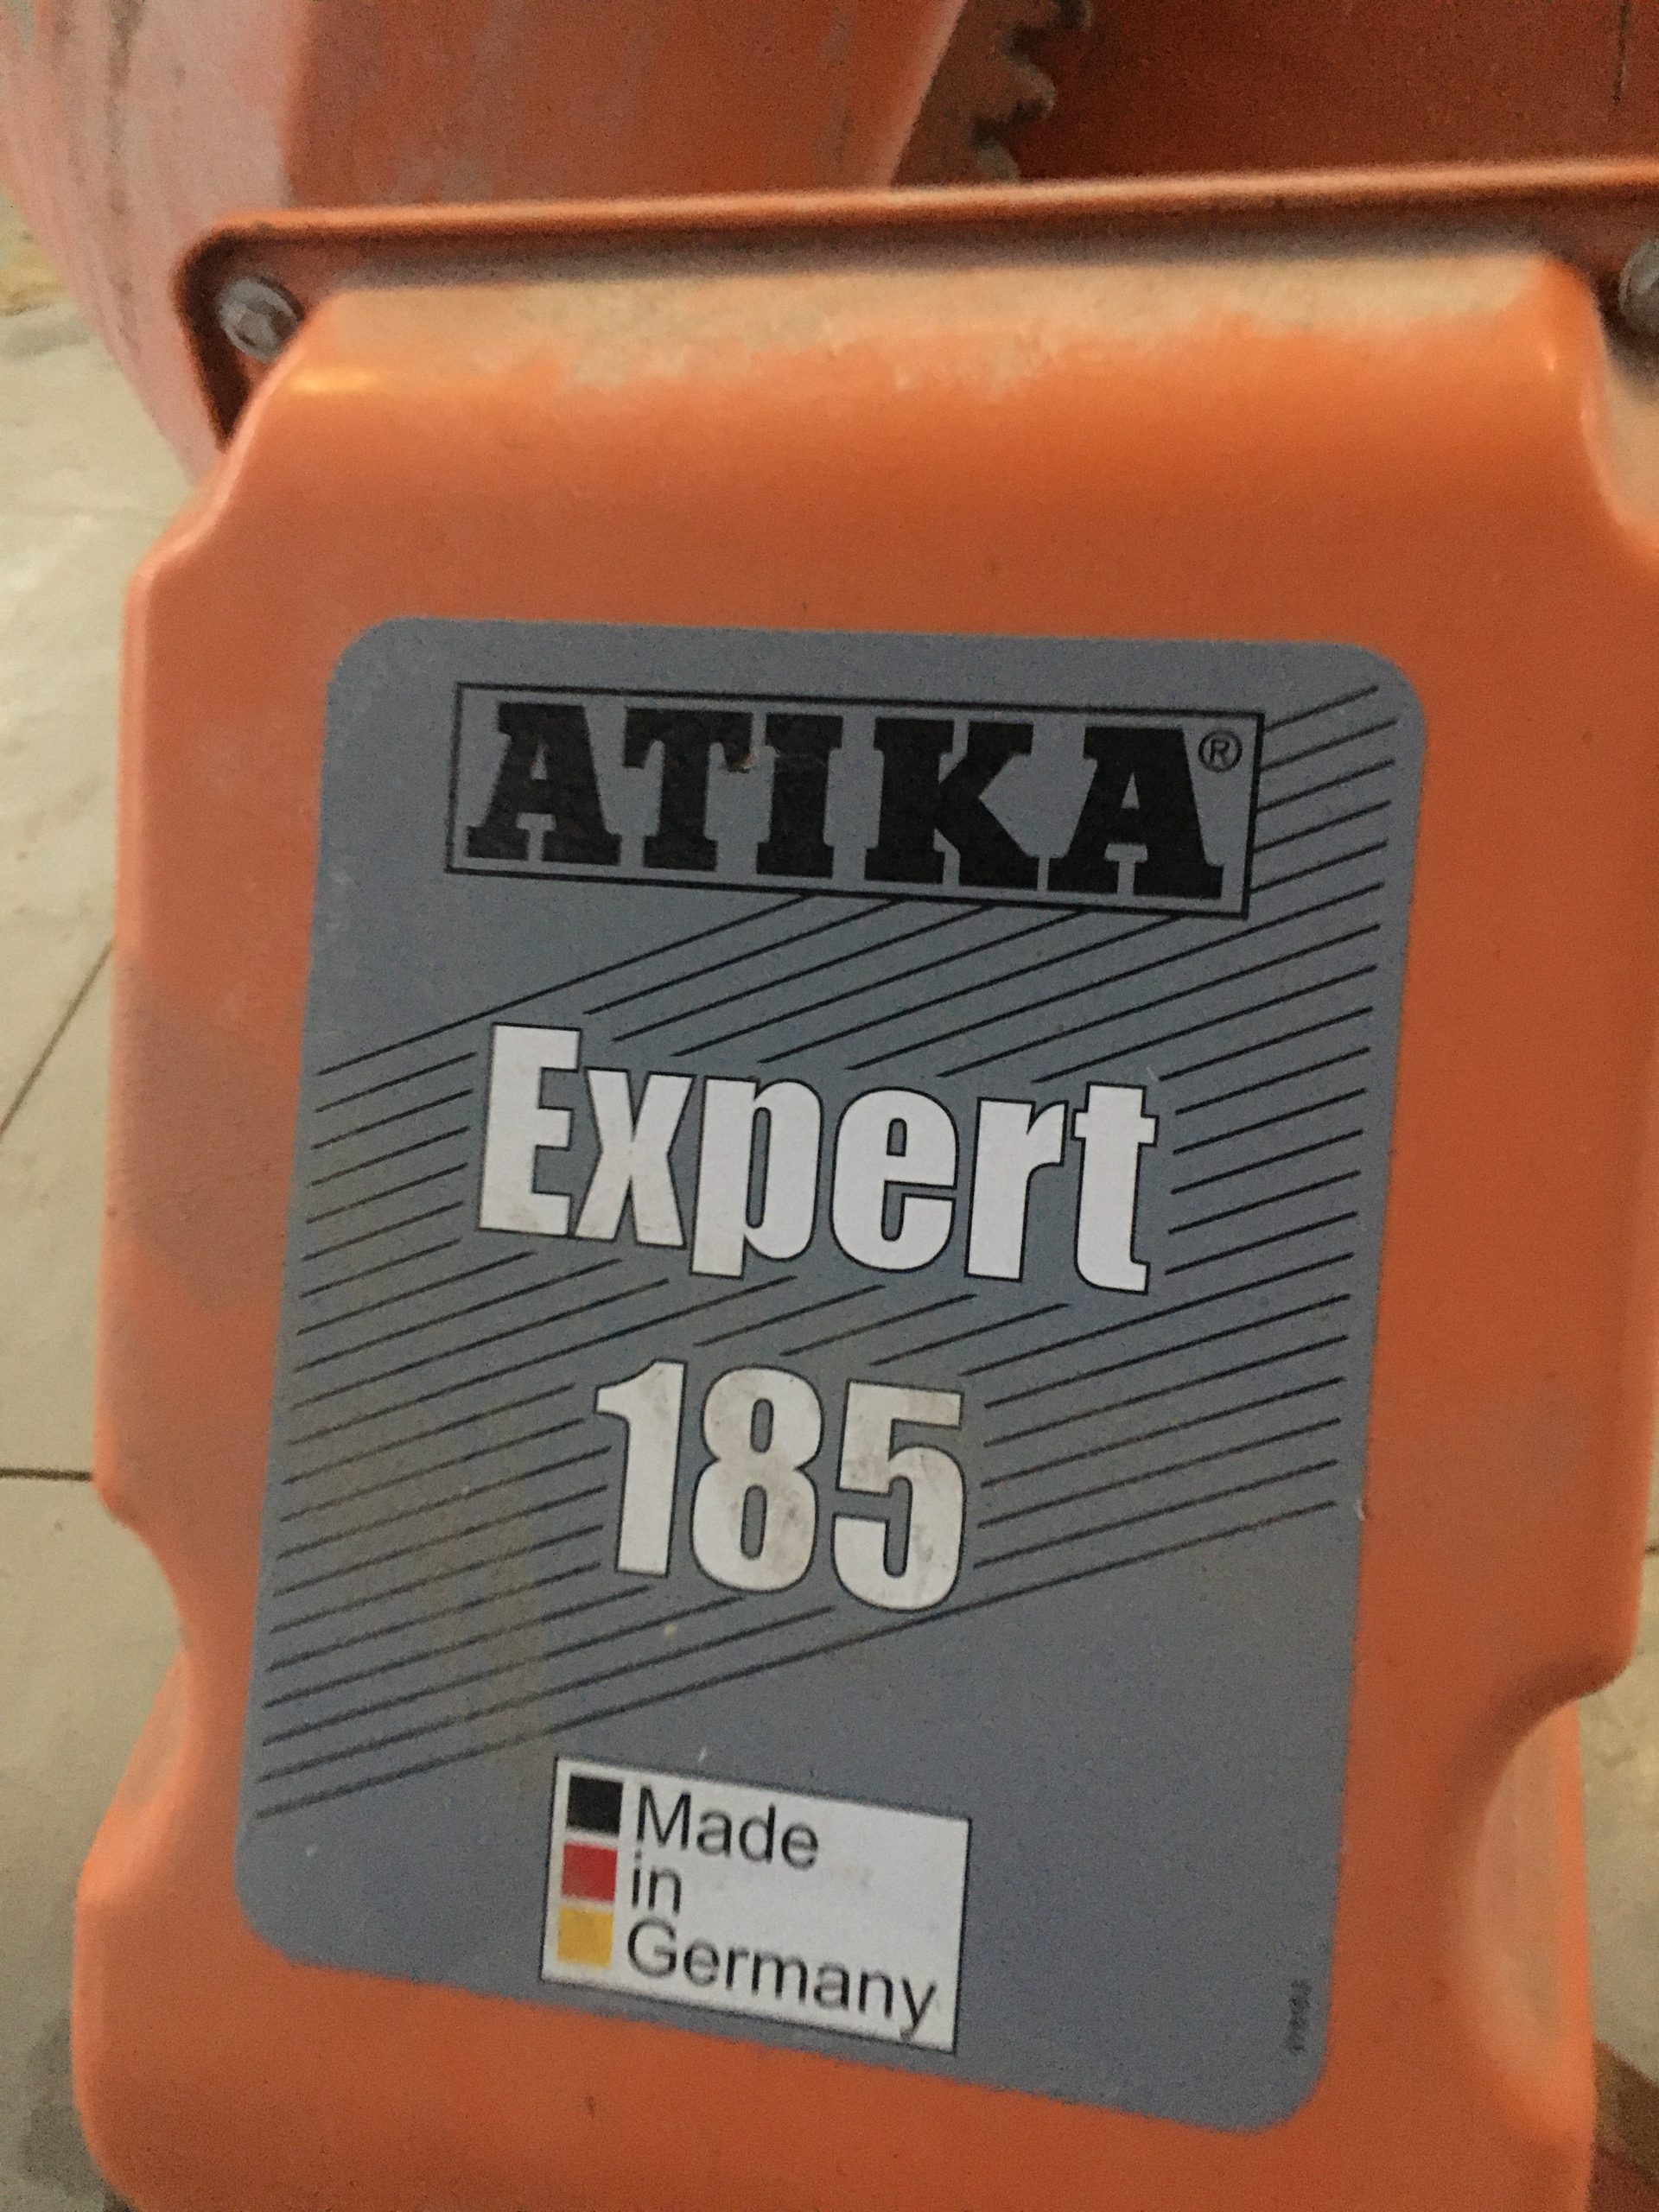 ATIKA®
Expert
185
Made
in
Germany